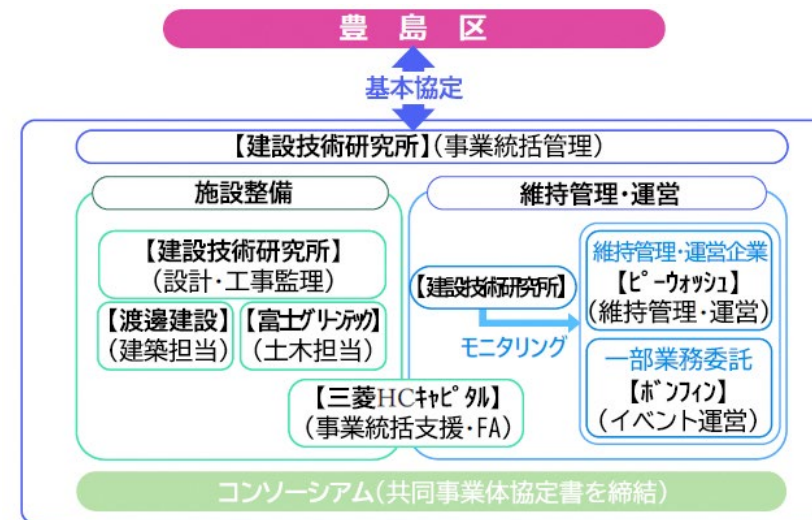 豊島区
基本協定
【建設技術研究所】(事業統括管理)
施設整備
【建設技術研究所】
(設計・工事監理)
【渡邊建設】
(建築担当)
【富士グリーンテック】
(土木担当)
維持管理・運営
【建設技術研究所】
モニタリング
維持管理・運営企業
【ピーウォッシュ】
(維持管理・運営)
一部業務委託
【ボンフィン】
(イベント運営)
【三菱HCキャピタル】
(事業統括支援・FA)
コンソーシアム(共同事業体協定書を締結)